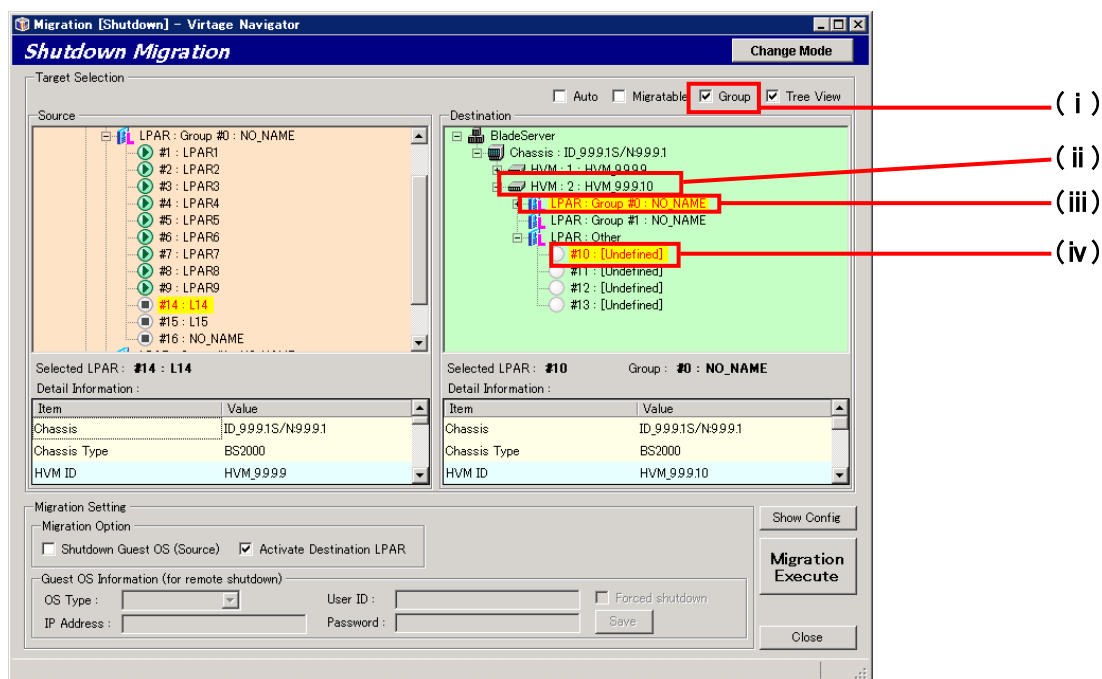 Migration [Shutdown] - Virtage Navigator
Shutdown Migration
Change Mode
Target Selection
Auto Migratable Group Tree View
(i)
Source
LPAR : Group #0 : NO_NAME
#1 : LPAR1
#2 : LPAR2
#3 : LPAR3
#4 : LPAR4
#5 : LPAR5
#6 : LPAR6
#7 : LPAR7
#8 : LPAR8
#9 : LPAR9
#14 : L14
#15 : L15
#16 : NO_NAME
Destination
BladeServer
Chassis : ID_9.9.9.1S/N:9.9.9.1
HVM : 1 : HVM_9.9.9.9
HVM : 2 : HVM_9.9.9.10
(ii)
LPAR : Group #0 : NO_NAME
(iii)
LPAR : Group #1 : NO_NAME
LPAR : Other
#10 : [Undefined]
(iv)
#11 : [Undefined]
#12 : [Undefined]
#13 : [Undefined]
Selected LPAR : #14 : L14
Detail Information :
Item Value
Chassis ID_9.9.9.1S/N:9.9.9.1
Chassis Type BS2000
HVM ID HVM_9.9.9.9
Selected LPAR : #10 Group : #0 : NO_NAME
Detail Information :
Item Value
Chassis ID_9.9.9.1S/N:9.9.9.1
Chassis Type BS2000
HVM ID HVM_9.9.9.10
Migration Setting
Migration Option
Shutdown Guest OS (Source) Activate Destination LPAR
Guest OS Information (for remote shutdown)
OS Type :
User ID :
Forced shutdown
IP Address :
Password :
Save
Show Config
Migration
Execute
Close